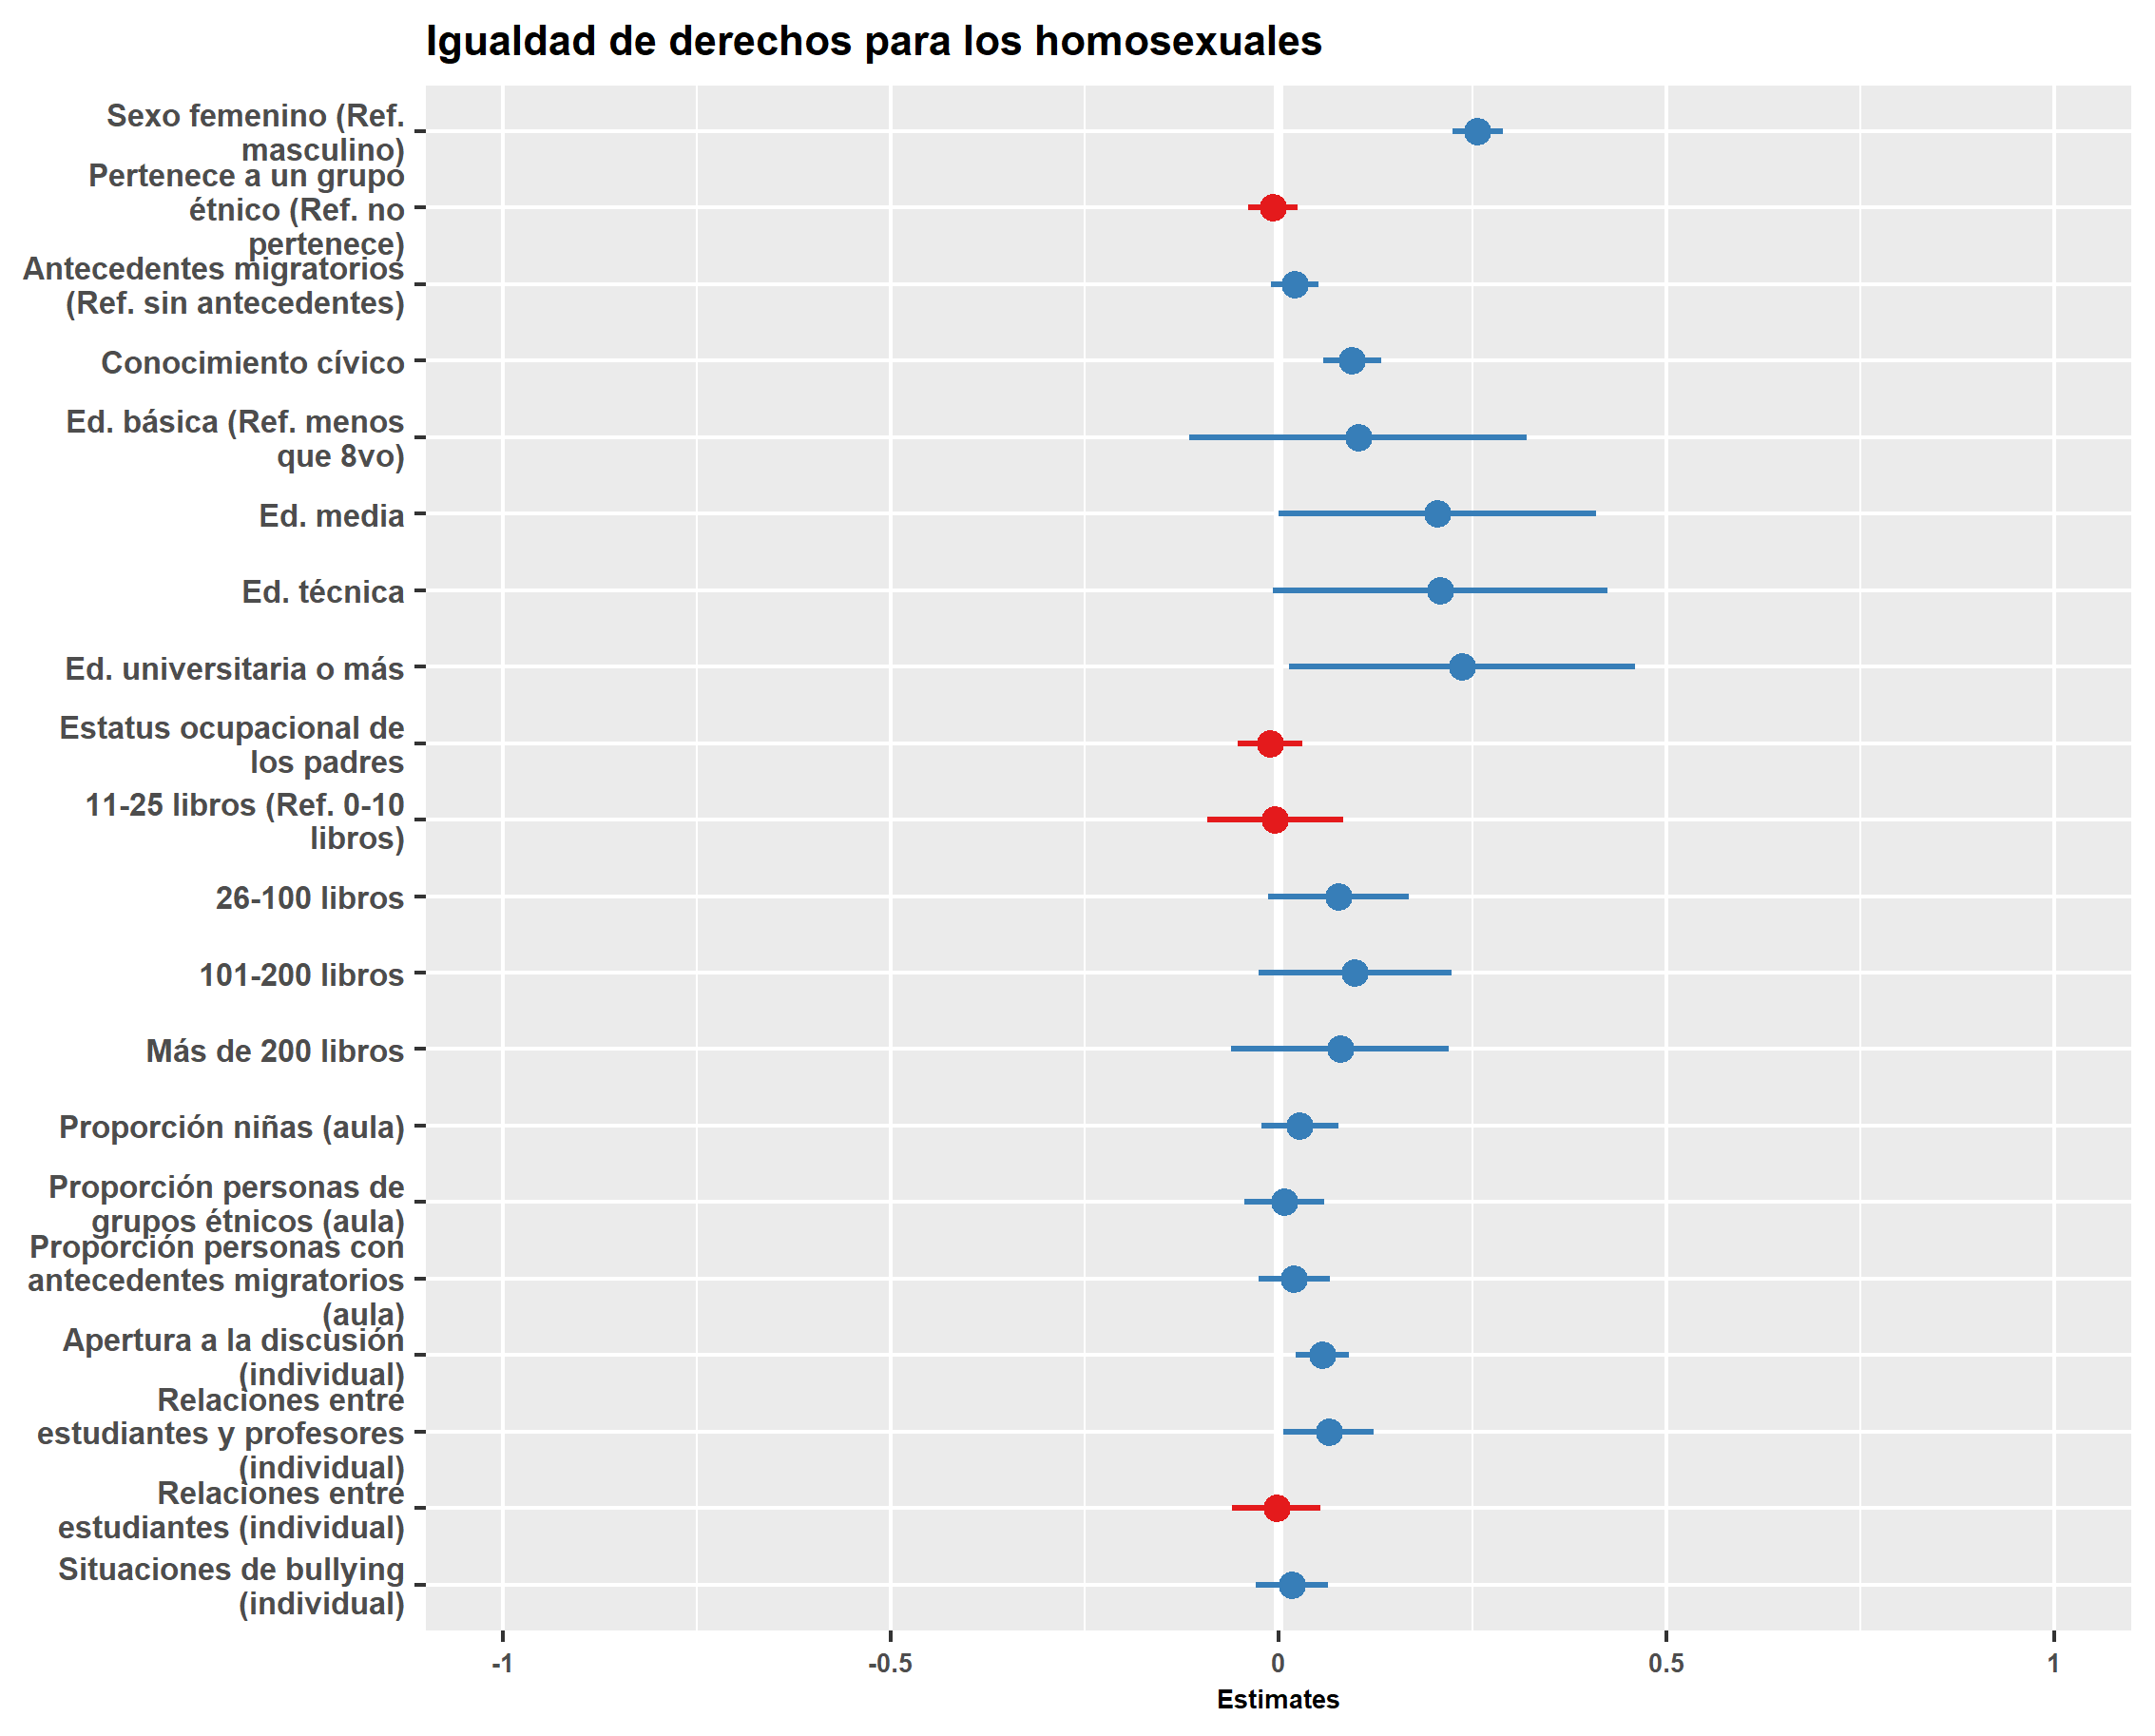 Igualdad de derechos para los homosexuales
Sexo femenino (Ref.
masculino)
Pertenece a un grupo
étnico (Ref. no
pertenece)
Antecedentes migratorios
(Ref. sin antecedentes)
Conocimiento cívico
Ed. básica (Ref. menos
que 8vo)
Ed. media
Ed. técnica
Ed. universitaria o más
Estatus ocupacional de
los padres
11-25 libros (Ref. 0-10
libros)
26-100 libros
101-200 libros
Más de 200 libros
Proporción niñas (aula)
Proporción personas de
grupos étnicos (aula)
Proporción personas con
antecedentes migratorios
(aula)
Apertura a la discusión
(individual)
Relaciones entre
estudiantes y profesores
(individual)
Relaciones entre
estudiantes (individual)
Situaciones de bullying
(individual)
-1 -0.5 0 0.5 1
Estimates